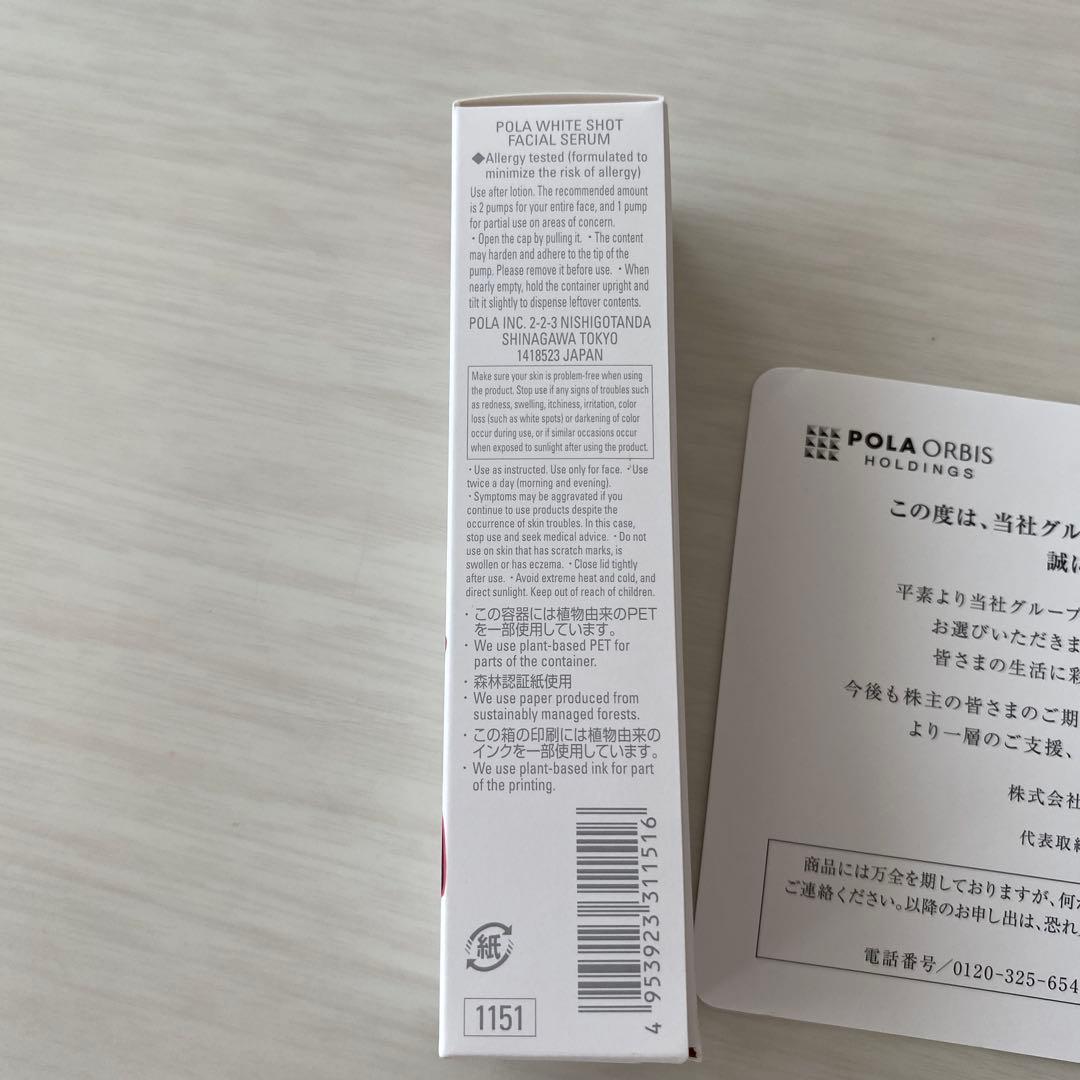 POLA WHITE SHOT
FACIAL SERUM
◆Allergy tested (formulated to
minimize the risk of allergy)
Use after lotion. The recommended amount
is 2 pumps for your entire face, and 1 pump
for partial use on areas of concern.
・Open the cap by pulling it. ・The content
may harden and adhere to the tip of the
pump. Please remove it before use. ・When
nearly empty, hold the container upright and
tilt it slightly to dispense leftover contents.
POLA INC. 2-2-3 NISHIGOTANDA
SHINAGAWA TOKYO
1418523 JAPAN
Make sure your skin is problem-free when using
the product. Stop use if any signs of troubles such
as redness, swelling, itchiness, irritation, color
loss (such as white spots) or darkening of color
occur during use, or if similar occasions occur
when exposed to sunlight after using the product.
・Use as instructed. Use only for face. ・Use
twice a day (morning and evening).
・Symptoms may be aggravated if you
continue to use products despite the
occurrence of skin troubles. In this case,
stop use and seek medical advice. ・Do not
use on skin that has scratch marks, is
swollen or has eczema. ・Close lid tightly
after use. ・Avoid extreme heat and cold, and
direct sunlight. Keep out of reach of children.
・この容器には植物由来のPET
を一部使用しています。
・We use plant-based PET for
parts of the container.
・森林認証紙使用
・We use paper produced from
sustainably managed forests.
・この箱の印刷には植物由来の
インクを一部使用しています。
・We use plant-based ink for part
of the printing.
紙
1151
4 953923 311516
POLA ORBIS
HOLDINGS
この度は、当社グル
誠に
平素より当社グループ
お選びいただきま
皆さまの生活に彩
今後も株主の皆さまのご期
より一層のご支援、
株式会社
代表取締
商品には万全を期しておりますが、何か
ご連絡ください。以降のお申し出は、恐れ
電話番号/0120-325-654